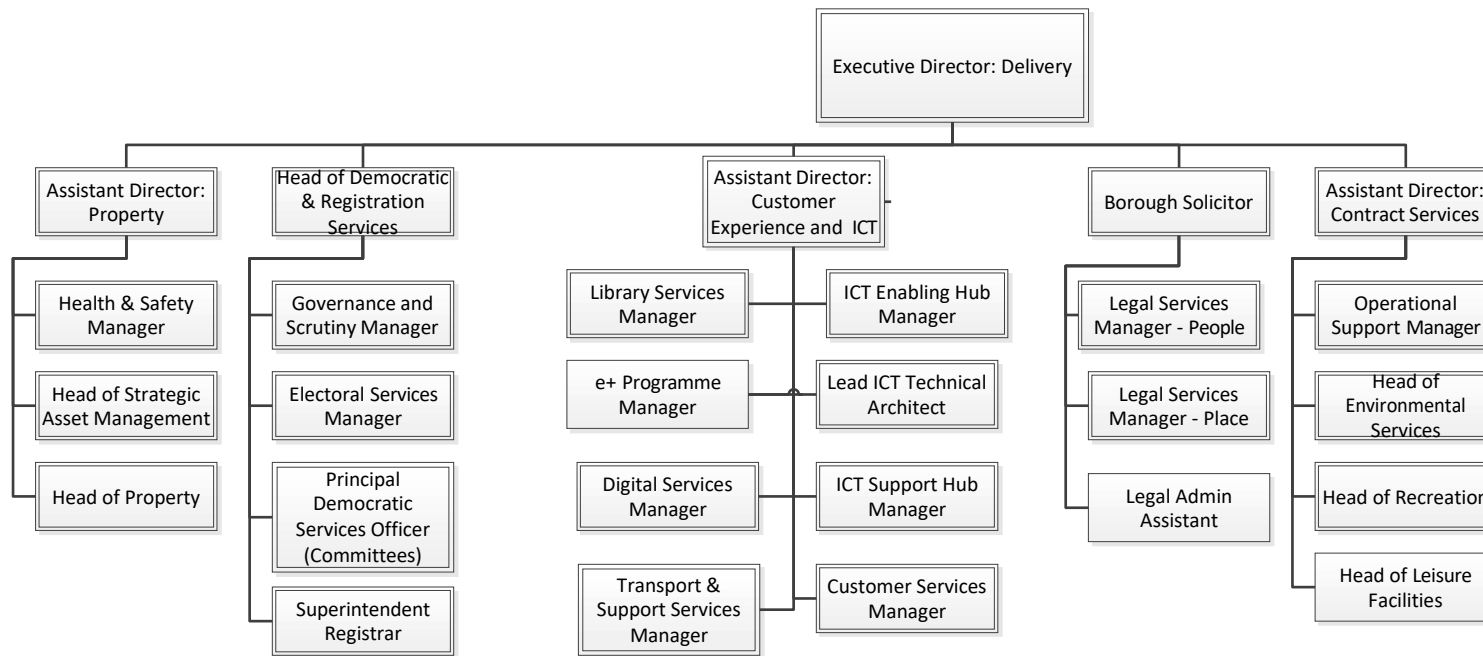 Executive Director: Delivery
Assistant Director:
Property
Head of Democratic
& Registration
Services
Assistant Director:
Customer
Experience and ICT
Borough Solicitor
Assistant Director:
Contract Services
Health & Safety
Manager
Head of Strategic
Asset Management
Head of Property
Governance and
Scrutiny Manager
Electoral Services
Manager
Principal
Democratic
Services Officer
(Committees)
Superintendent
Registrar
Library Services
Manager
ICT Enabling Hub
Manager
e+ Programme
Manager
Lead ICT Technical
Architect
Digital Services
Manager
ICT Support Hub
Manager
Transport &
Support Services
Manager
Customer Services
Manager
Legal Services
Manager - People
Legal Services
Manager - Place
Legal Admin
Assistant
Operational
Support Manager
Head of
Environmental
Services
Head of Recreation
Head of Leisure
Facilities